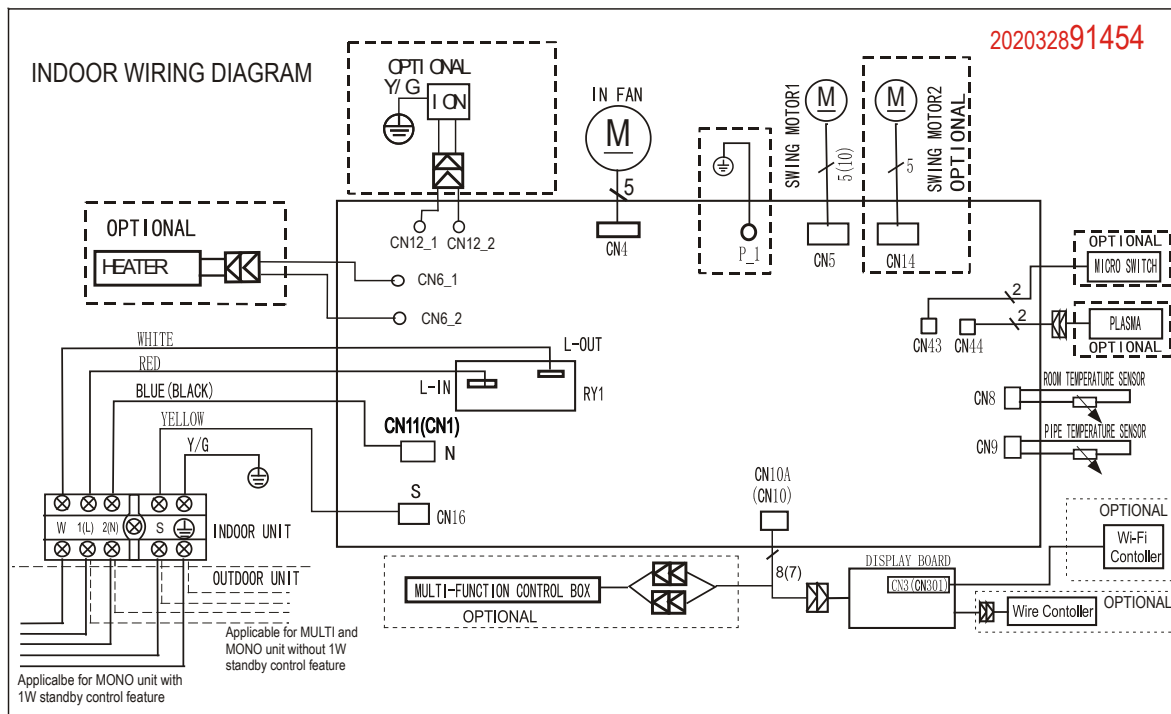 202032891454
INDOOR WIRING DIAGRAM
OPTIONAL
Y/G
ION
IN FAN
M
5
SWING MOTOR1
M
5(10)
M
5
SWING MOTOR2
OPTIONAL
CN12_1
CN12_2
CN4
P_1
CN5
CN14
OPTIONAL
HEATER
CN6_1
CN6_2
OPTIONAL
MICRO SWITCH
2
2
PLASMA
OPTIONAL
CN43
CN44
WHITE
RED
BLUE(BLACK)
YELLOW
Y/G
L-OUT
L-IN
RY1
CN11(CN1)
N
S
CN16
CN8
ROOM TEMPERATURE SENSOR
CN9
PIPE TEMPERATURE SENSOR
CN10A
(CN10)
8(7)
W 1(L) 2(N) S
INDOOR UNIT
OUTDOOR UNIT
Applicable for MULTI and
MONO unit without 1W
standby control feature
Applicalbe for MONO unit with
1W standby control feature
MULTI-FUNCTION CONTROL BOX
OPTIONAL
DISPLAY BOARD
CN3(CN301)
OPTIONAL
Wi-Fi
Contoller
OPTIONAL
Wire Contoller